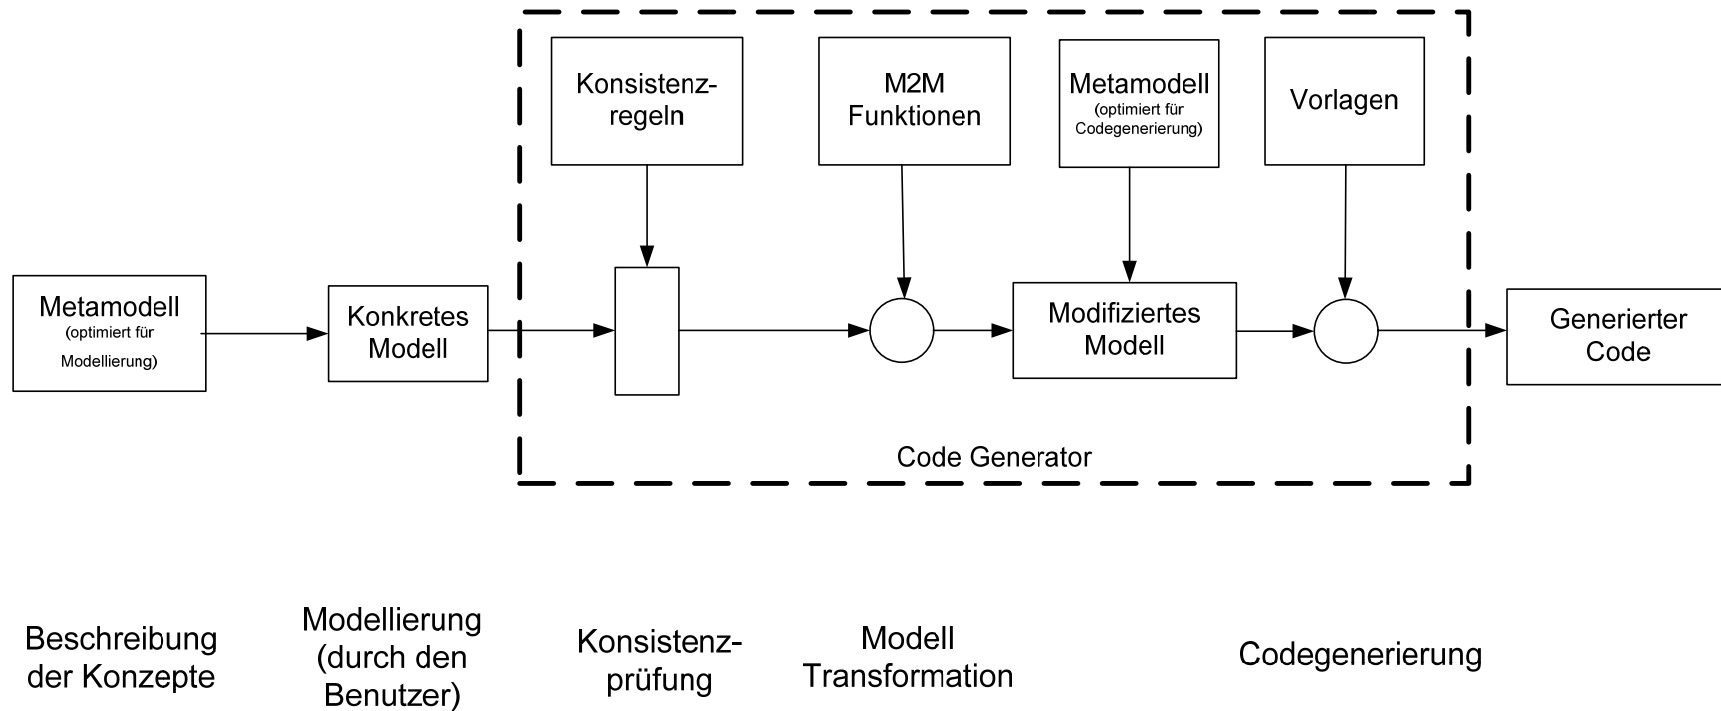 Konsistenz-
regeln
M2M
Funktionen
Metamodell
(optimiert für
Codegenerierung)
Vorlagen
Metamodell
(optimiert für
Modellierung)
Konkretes
Modell
Modifiziertes
Modell
Generierter
Code
Code Generator
Beschreibung
der Konzepte
Modellierung
(durch den
Benutzer)
Konsistenz-
prüfung
Modell
Transformation
Codegenerierung